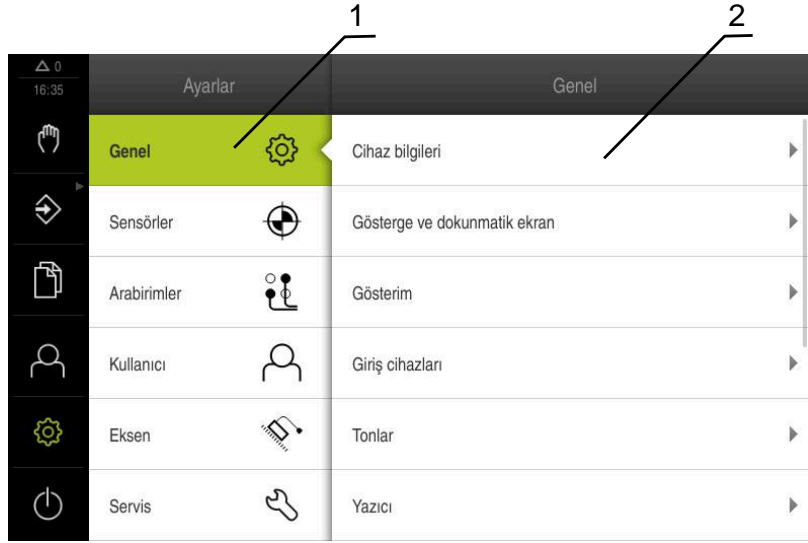 1 2
0
16:35
Ayarlar
Genel
Genel
Sensörler
Arabirimler
Kullanıcı
Eksen
Servis
Cihaz bilgileri
Gösterge ve dokunmatik ekran
Gösterim
Giriş cihazları
Tonlar
Yazıcı